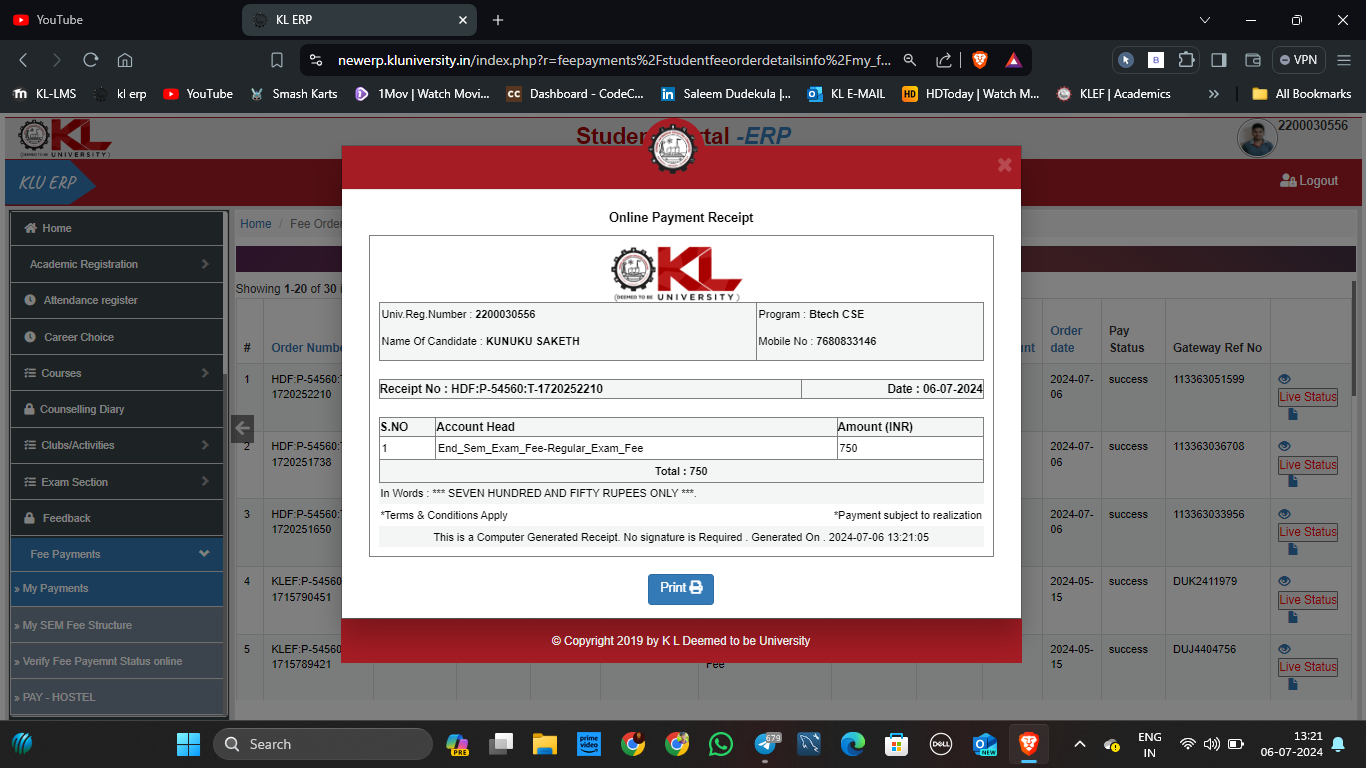 YouTube
KL ERP
newerp.kluniversity.in/index.php?r=feepayments%2Fstudentfeeorderdetailsinfo%2Fmy_f...
VPN
KL-LMS
kl erp
YouTube
Smash Karts
1Mov | Watch Movi...
Dashboard - CodeC...
Saleem Dudekula |...
KL E-MAIL
HDToday | Watch M...
KLEF | Academics
All Bookmarks
KL
(DEEMED TO BE UNIVERSITY)
Studen tal -ERP
2200030556
KLU ERP
Logout
Home
Academic Registration
Attendance register
Career Choice
Courses
Counselling Diary
Clubs/Activities
Exam Section
Feedback
Fee Payments
» My Payments
» My SEM Fee Structure
» Verify Fee Payemnt Status online
» PAY - HOSTEL
Home / Fee Order
Showing 1-20 of 30
# Order Numbe unt Order date Pay Status Gateway Ref No
1 HDF:P-54560:T 1720252210 2024-07-06 success 113363051599 Live Status
2 HDF:P-54560:T 1720251738 2024-07-06 success 113363036708 Live Status
3 HDF:P-54560:T 1720251650 2024-07-06 success 113363033956 Live Status
4 KLEF:P-54560 1715790451 2024-05-15 success DUK2411979 Live Status
5 KLEF:P-54560 1715789421 Fee 2024-05-15 success DUJ4404756 Live Status
Online Payment Receipt
KL
(DEEMED TO BE UNIVERSITY)
Univ.Reg.Number : 2200030556
Program : Btech CSE
Name Of Candidate : KUNUKU SAKETH
Mobile No : 7680833146
Receipt No : HDF:P-54560:T-1720252210
Date : 06-07-2024
S.NO Account Head Amount (INR)
1 End_Sem_Exam_Fee-Regular_Exam_Fee 750
Total : 750
In Words : *** SEVEN HUNDRED AND FIFTY RUPEES ONLY ***.
*Terms & Conditions Apply
*Payment subject to realization
This is a Computer Generated Receipt. No signature is Required . Generated On . 2024-07-06 13:21:05
Print
© Copyright 2019 by K L Deemed to be University
Search
PRE
prime video
679
DELL
NEW
ENG
IN
13:21
06-07-2024